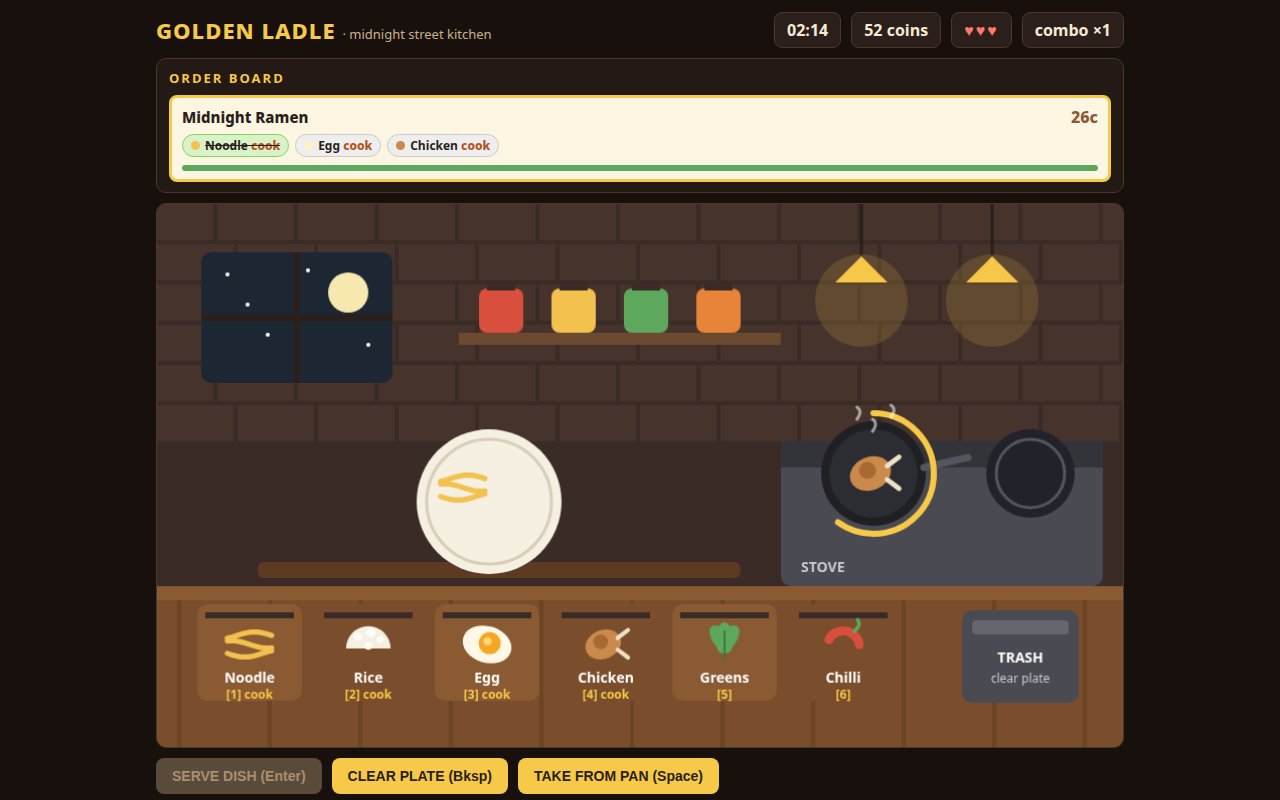 GOLDEN LADLE · midnight street kitchen
02:14
52 coins
♥♥♥
combo ×1
ORDER BOARD
Midnight Ramen
26c
Noodle cook
Egg cook
Chicken cook
STOVE
Noodle
[1] cook
Rice
[2] cook
Egg
[3] cook
Chicken
[4] cook
Greens
[5]
Chilli
[6]
TRASH
clear plate
SERVE DISH (Enter)
CLEAR PLATE (Bksp)
TAKE FROM PAN (Space)